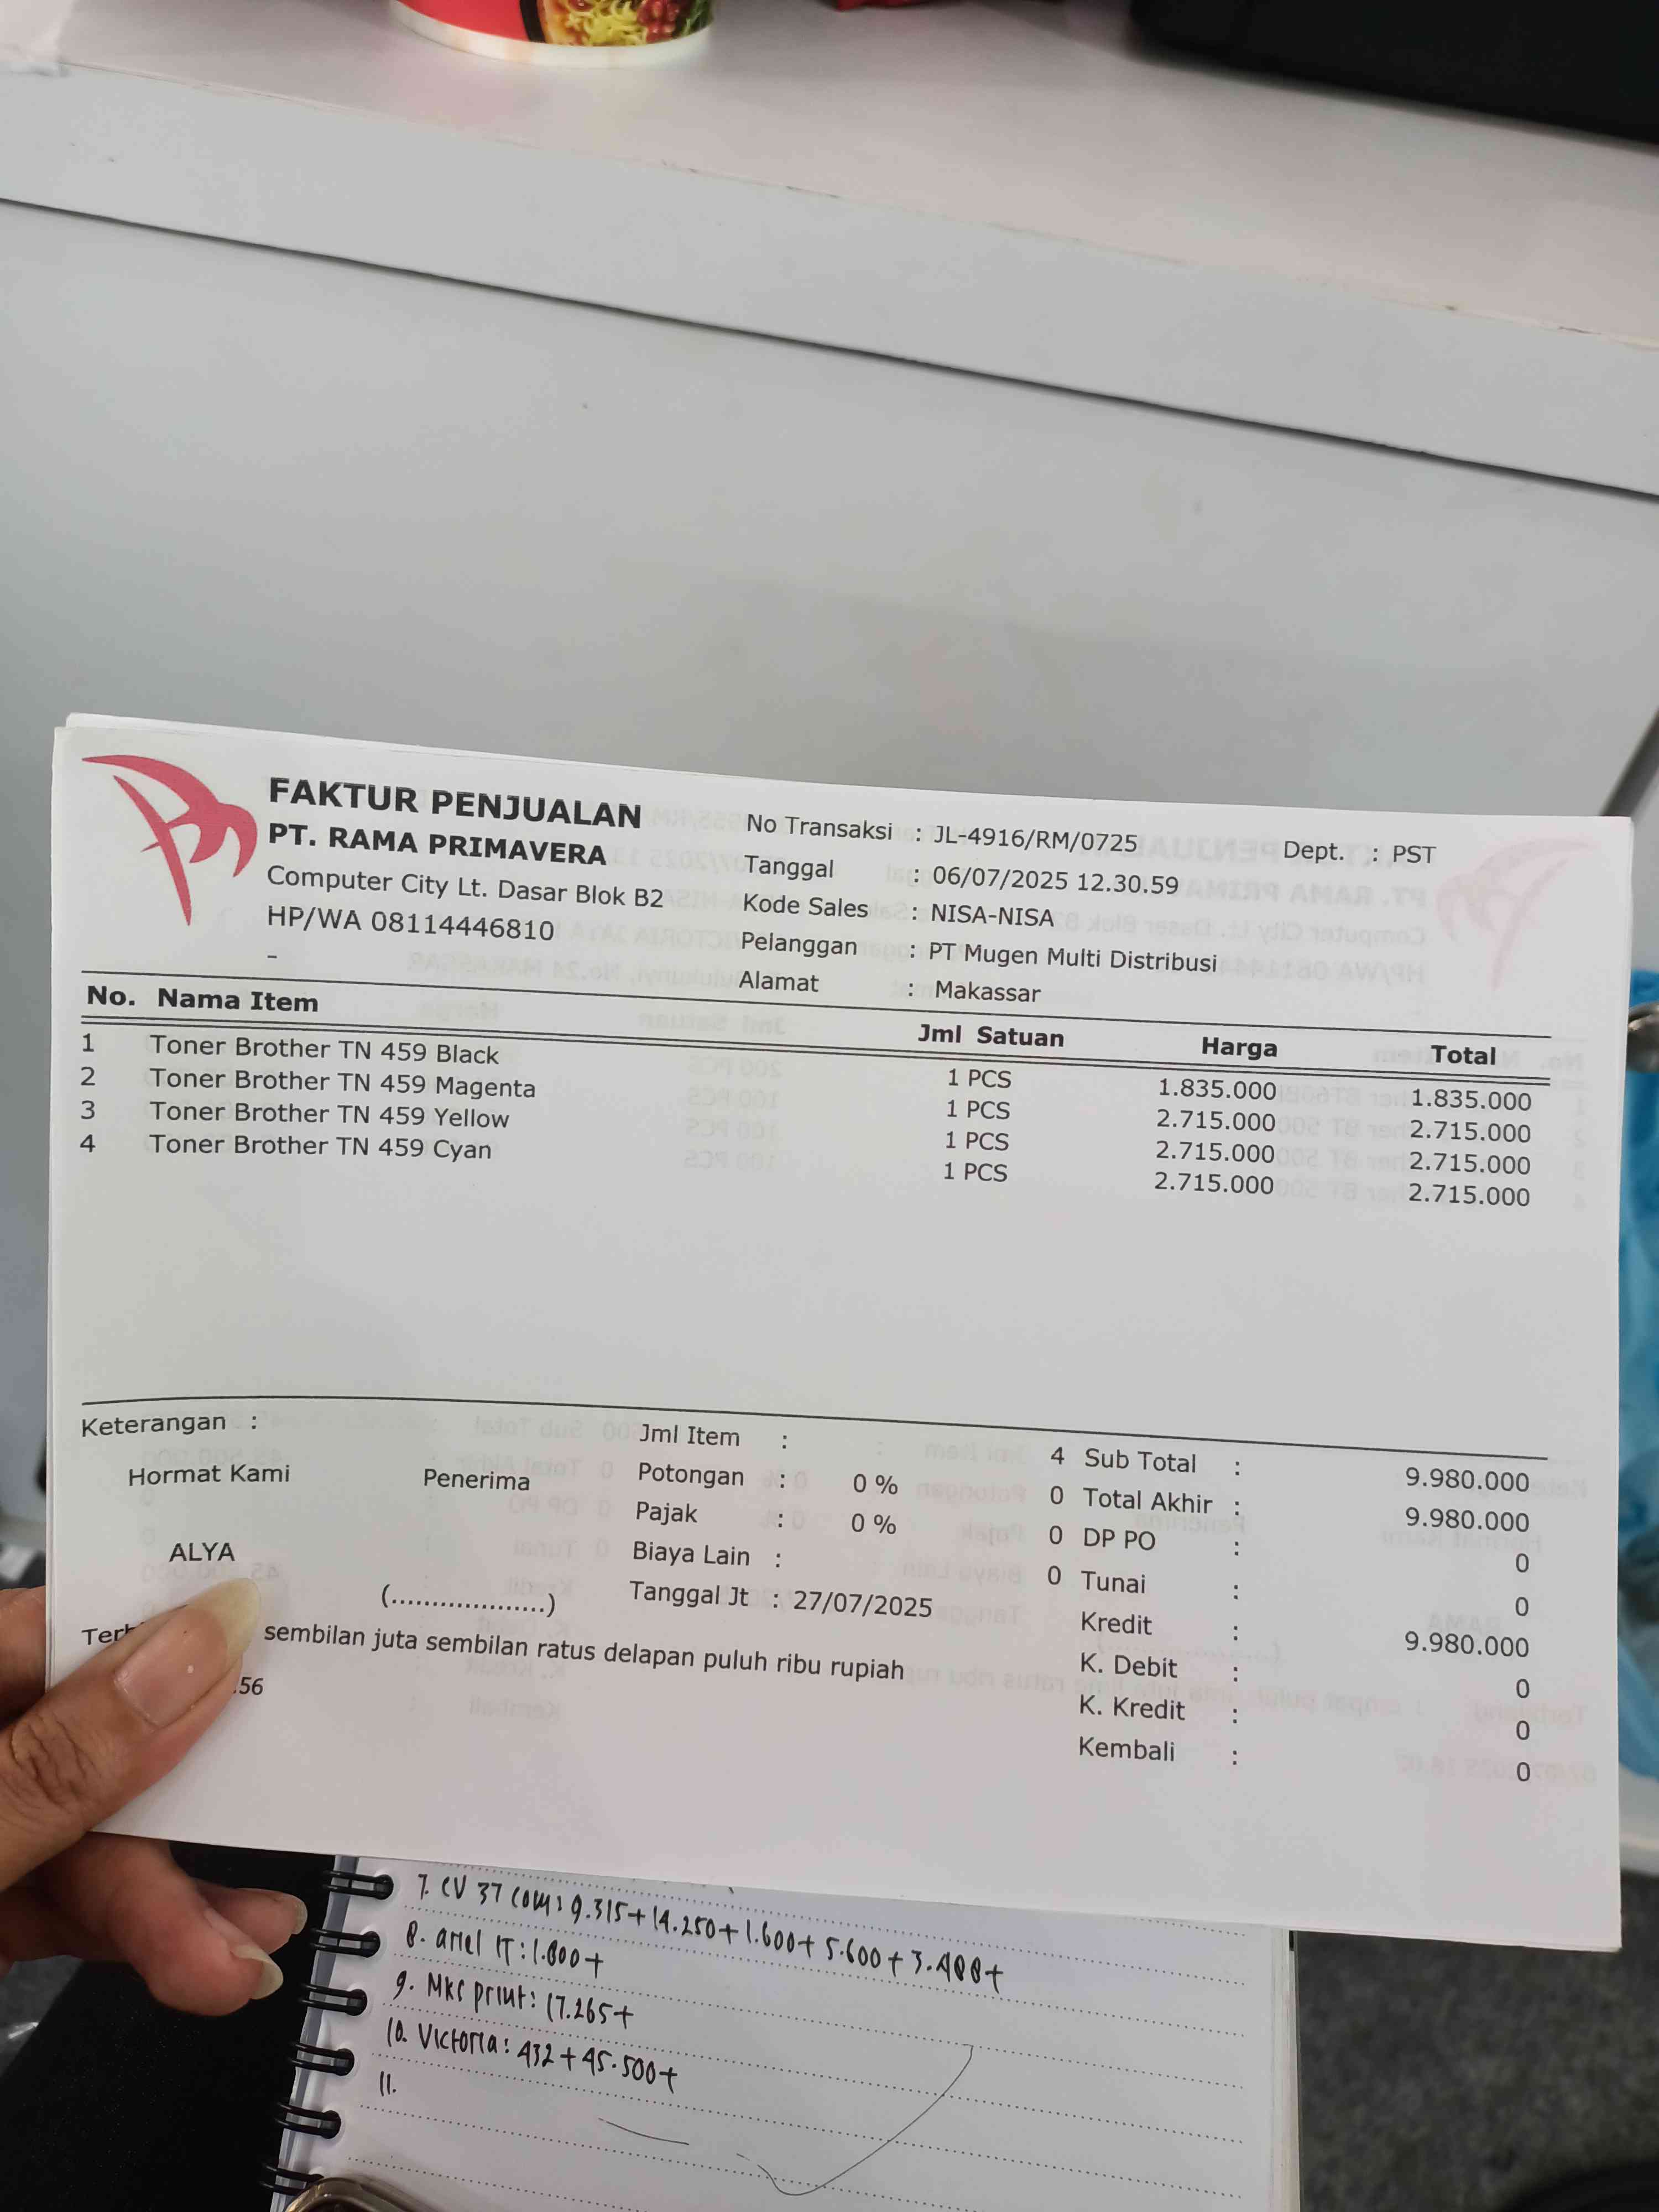 FAKTUR PENJUALAN
PT. RAMA PRIMAVERA
Computer City Lt. Dasar Blok B2
HP/WA 08114446810
-
No Transaksi : JL-4916/RM/0725 Dept. : PST
Tanggal : 06/07/2025 12.30.59
Kode Sales : NISA-NISA
Pelanggan : PT Mugen Multi Distribusi
Alamat : Makassar
No. Nama Item Jml Satuan Harga Total
1 Toner Brother TN 459 Black 1 PCS 1.835.000 1.835.000
2 Toner Brother TN 459 Magenta 1 PCS 2.715.000 2.715.000
3 Toner Brother TN 459 Yellow 1 PCS 2.715.000 2.715.000
4 Toner Brother TN 459 Cyan 1 PCS 2.715.000 2.715.000
Keterangan :
Hormat Kami Penerima
ALYA
(...................)
Jml Item : 4
Potongan : 0 % 0
Pajak : 0 % 0
Biaya Lain : 0
Tanggal Jt : 27/07/2025
Sub Total : 9.980.000
Total Akhir : 9.980.000
DP PO : 0
Tunai : 0
Kredit : 9.980.000
K. Debit : 0
K. Kredit : 0
Kembali : 0
sembilan juta sembilan ratus delapan puluh ribu rupiah
.56
7. CV 37 com: 9.315+14.250+1.600+5.600+
8. ariel IT: 1.800+
9. Mks print: 17.265+
10. Victoria: 432+45.500+
11.